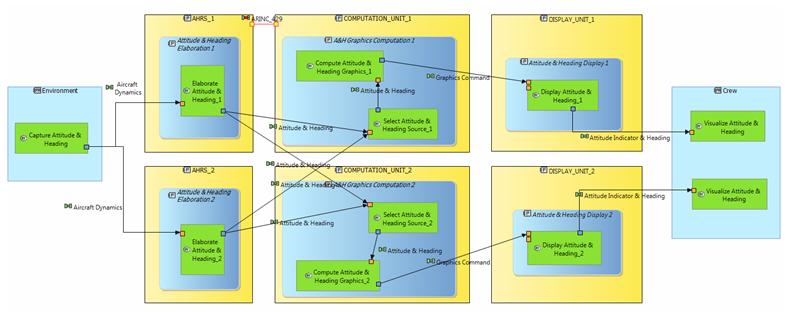 AHRS_1
ARINC_429
COMPUTATION_UNIT_1
DISPLAY_UNIT_1
Attitude & Heading
Elaboration 1
A&H Graphics Computation 1
Attitude & Heading Display 1
Environment
Aircraft
Dynamics
Elaborate
Attitude &
Heading_1
Compute Attitude &
Heading Graphics_1
Graphics Command
Display Attitude &
Heading_1
Crew
Attitude & Heading
Capture Attitude &
Heading
Attitude & Heading
Select Attitude &
Heading Source_1
Attitude Indicator & Heading
Visualize Attitude &
Heading
AHRS_2
Attitude & Heading
COMPUTATION_UNIT_2
DISPLAY_UNIT_2
Attitude & Heading
Elaboration 2
Attitude & Heading
A&H Graphics Computation 2
Attitude Indicator & Heading
Visualize Attitude &
Heading
Aircraft Dynamics
Attitude & Heading
Select Attitude &
Heading Source_2
Attitude & Heading Display 2
Elaborate
Attitude &
Heading_2
Attitude & Heading
Graphics Command
Display Attitude &
Heading_2
Compute Attitude &
Heading Graphics_2